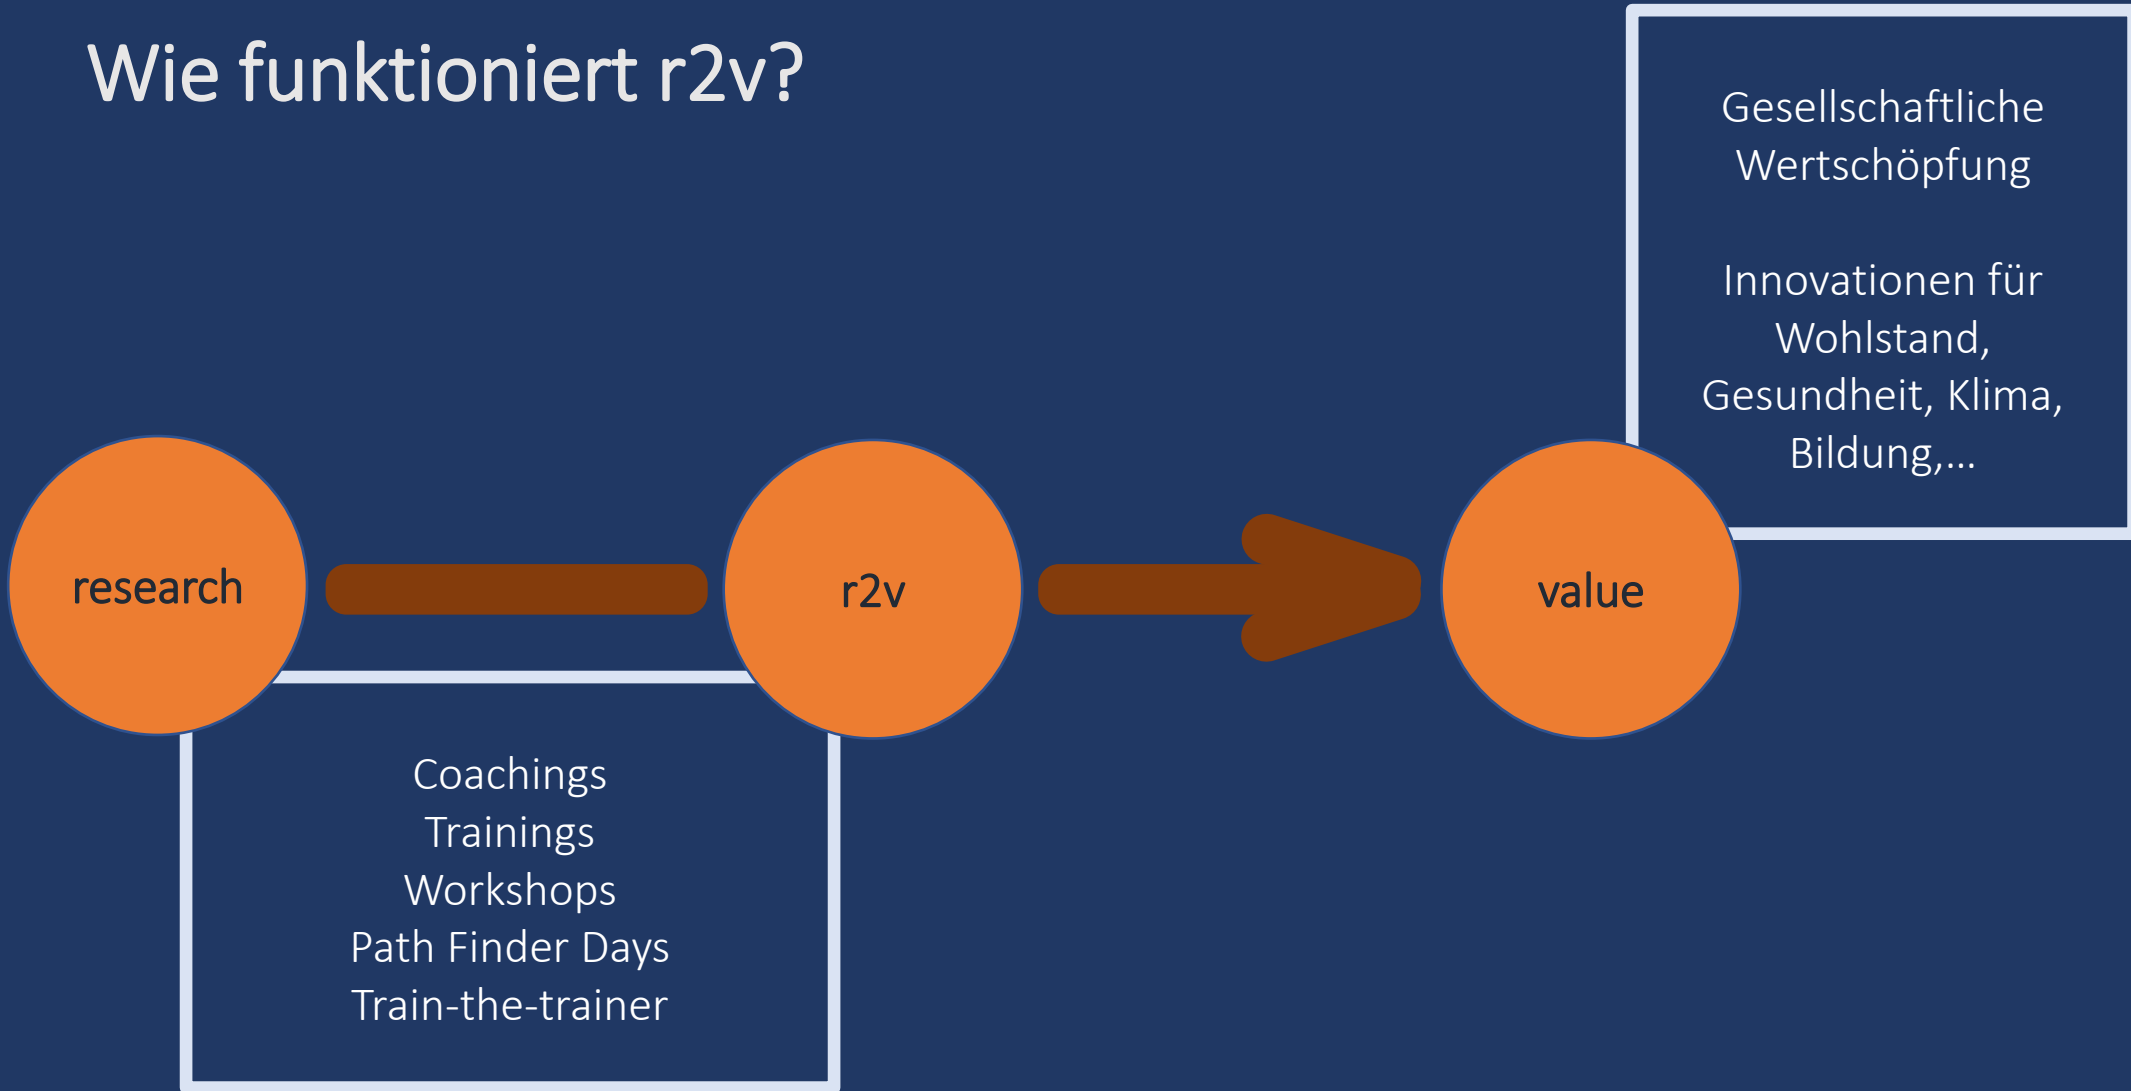 Wie funktioniert r2v?
Gesellschaftliche
Wertschöpfung
Innovationen für
Wohlstand,
Gesundheit, Klima,
Bildung,...
research
r2v
value
Coachings
Trainings
Workshops
Path Finder Days
Train-the-trainer